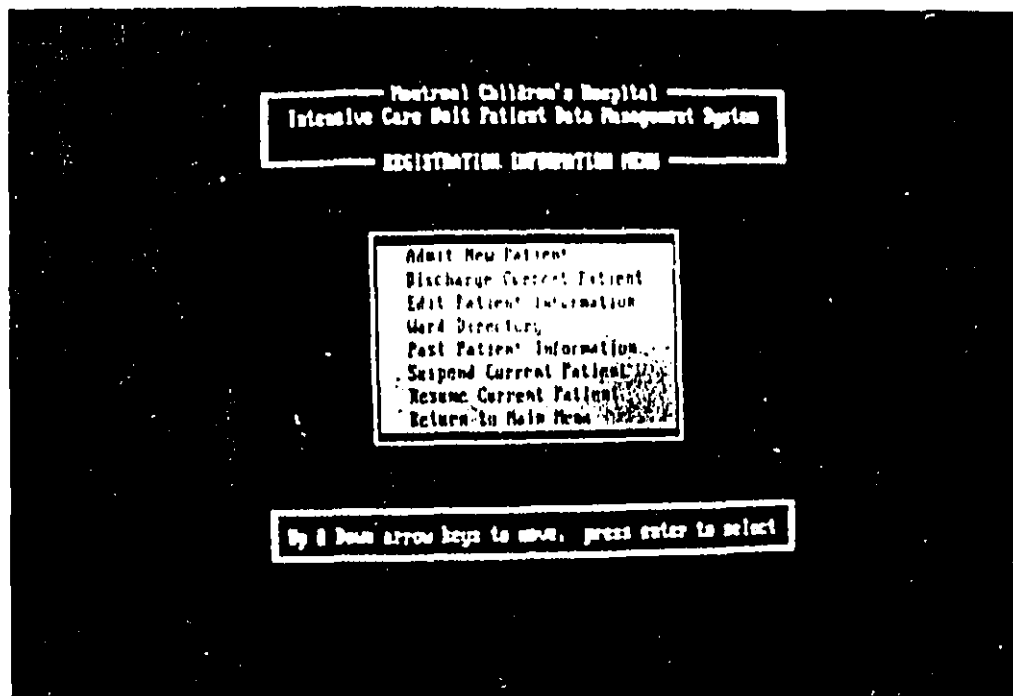 Montreal Children's Hospital
Intensive Care Unit Patient Data Management System
REGISTRATION INFORMATION MENU
Admit New Patient
Discharge Current Patient
Edit Patient Information
Ward Directory
Past Patient Information
Suspend Current Patient
Resume Current Patient
Return to Main Menu
Up & Down arrow keys to move, press enter to select